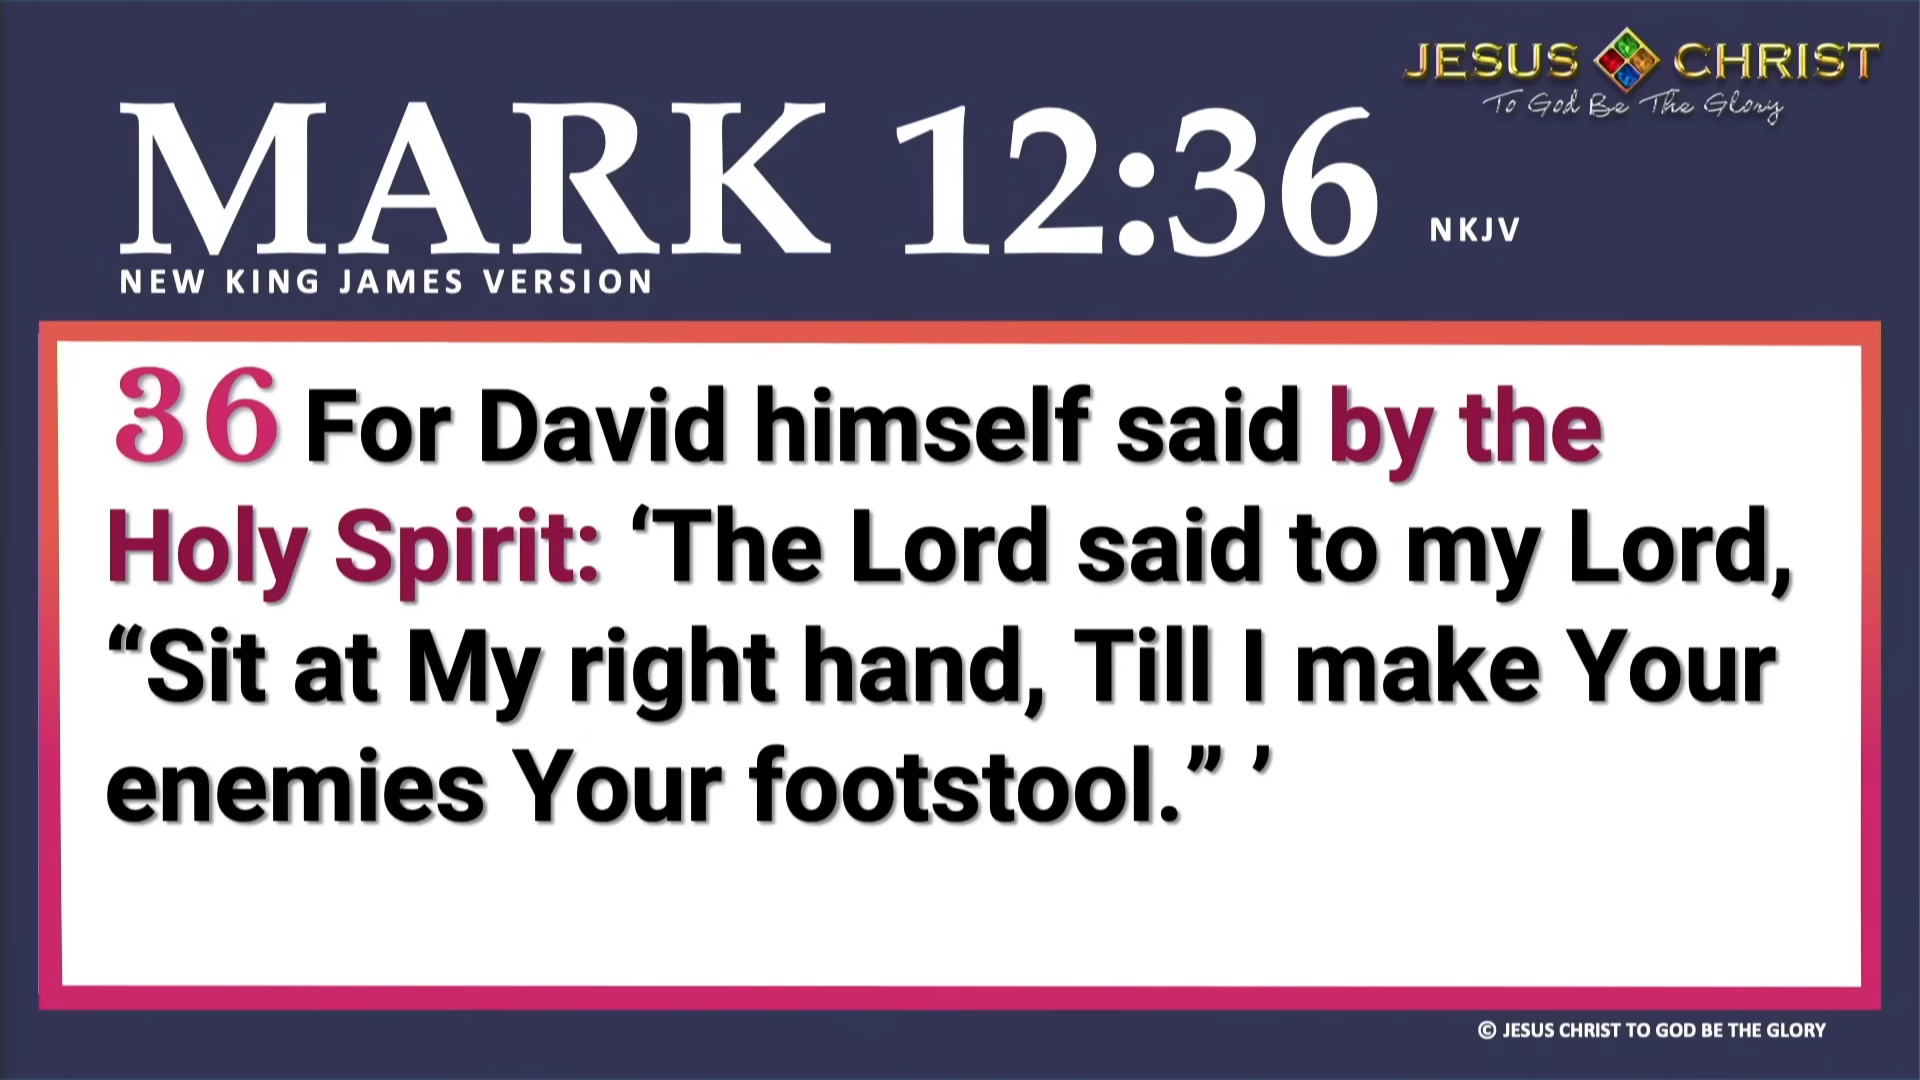 JESUS CHRIST
To God Be The Glory
MARK 12:36 NKJV
NEW KING JAMES VERSION
36 For David himself said by the
Holy Spirit: ‘The Lord said to my Lord,
“Sit at My right hand, Till I make Your
enemies Your footstool.” ’
© JESUS CHRIST TO GOD BE THE GLORY